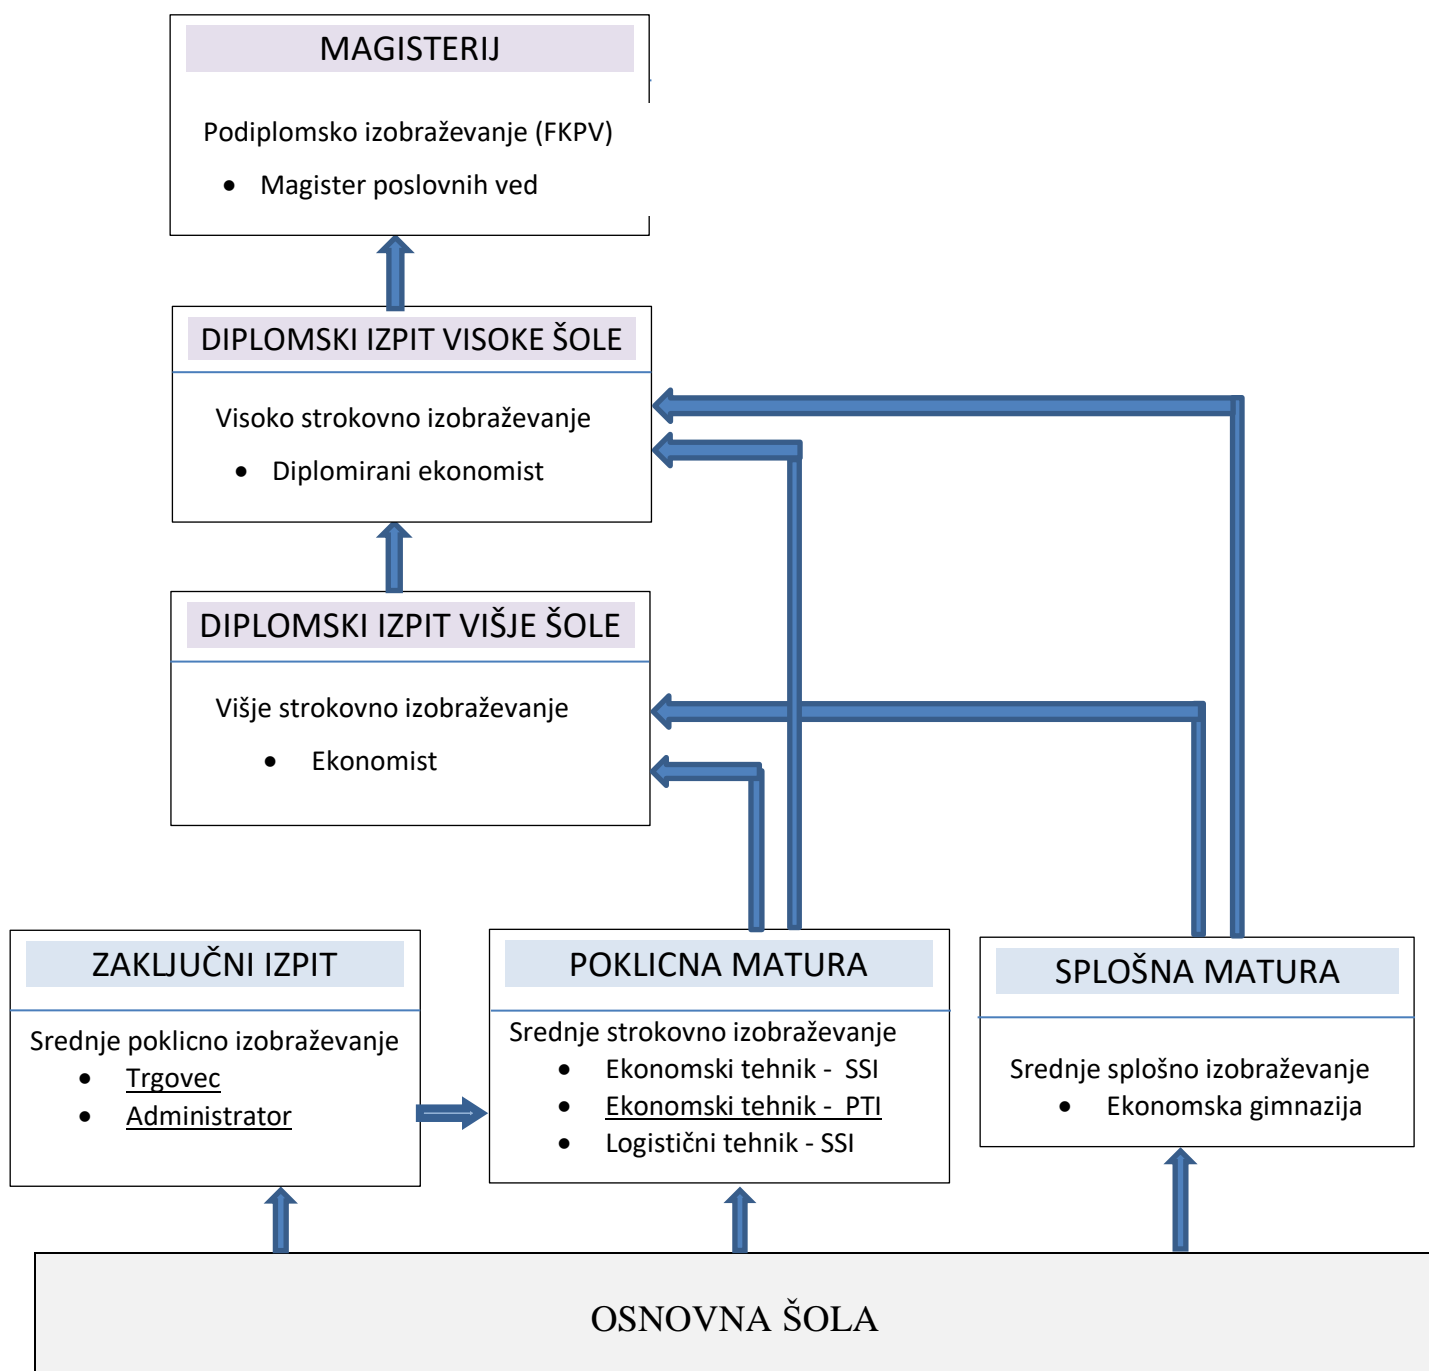 MAGISTERIJ
Podiplomsko izobraževanje (FKPV)
• Magister poslovnih ved
DIPLOMSKI IZPIT VISOKE ŠOLE
Visoko strokovno izobraževanje
• Diplomirani ekonomist
DIPLOMSKI IZPIT VIŠJE ŠOLE
Višje strokovno izobraževanje
• Ekonomist
ZAKLJUČNI IZPIT
Srednje poklicno izobraževanje
• Trgovec
• Administrator
POKLICNA MATURA
Srednje strokovno izobraževanje
• Ekonomski tehnik - SSI
• Ekonomski tehnik - PTI
• Logistični tehnik - SSI
SPLOŠNA MATURA
Srednje splošno izobraževanje
• Ekonomska gimnazija
OSNOVNA ŠOLA